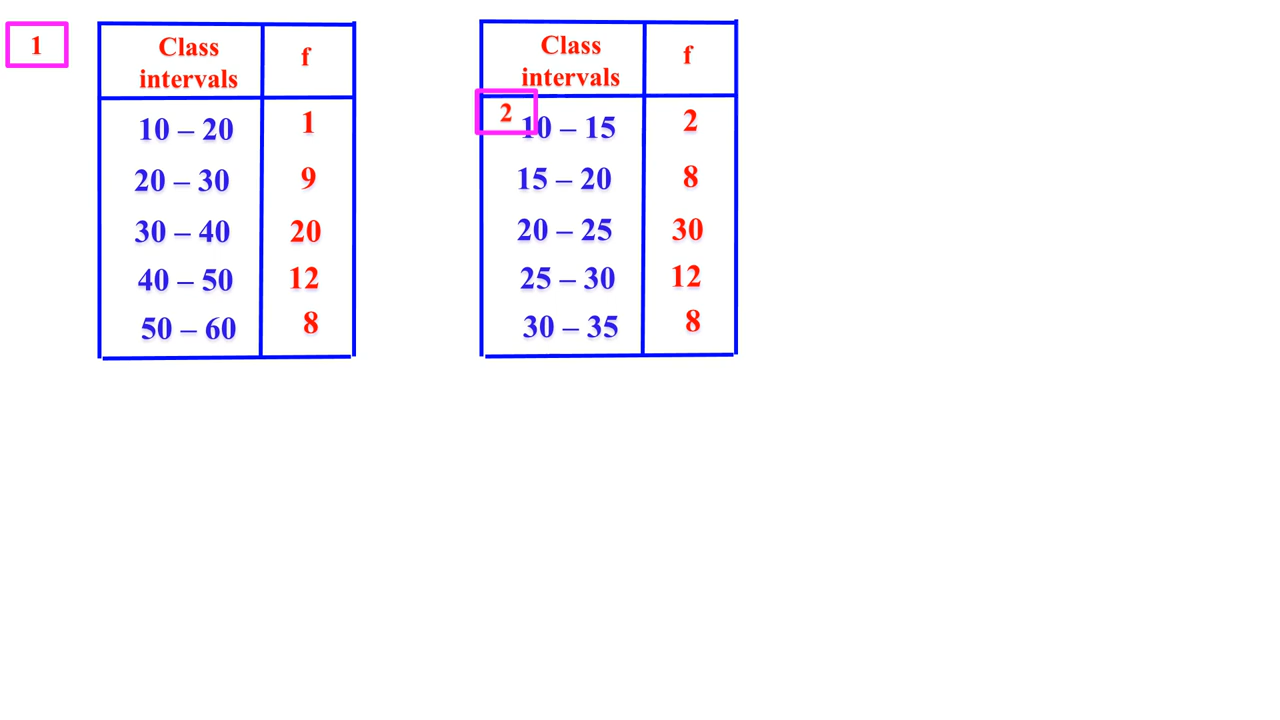 1
Class intervals f
10 – 20 1
20 – 30 9
30 – 40 20
40 – 50 12
50 – 60 8
2
Class intervals f
10 – 15 2
15 – 20 8
20 – 25 30
25 – 30 12
30 – 35 8